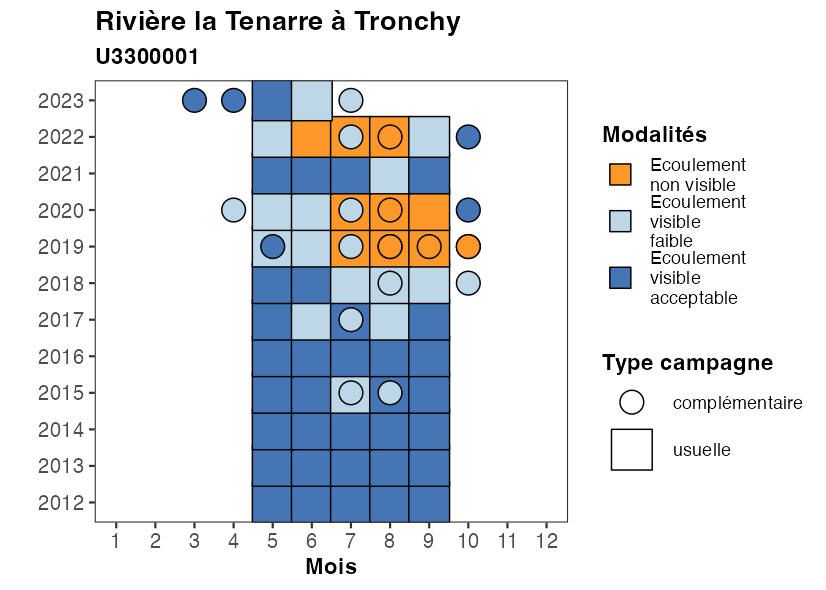 Rivière la Tenarre à Tronchy
U3300001
2023
2022
2021
2020
2019
2018
2017
2016
2015
2014
2013
2012
1 2 3 4 5 6 7 8 9 10 11 12
Mois
Modalités
Ecoulement
non visible
Ecoulement
visible
faible
Ecoulement
visible
acceptable
Type campagne
complémentaire
usuelle